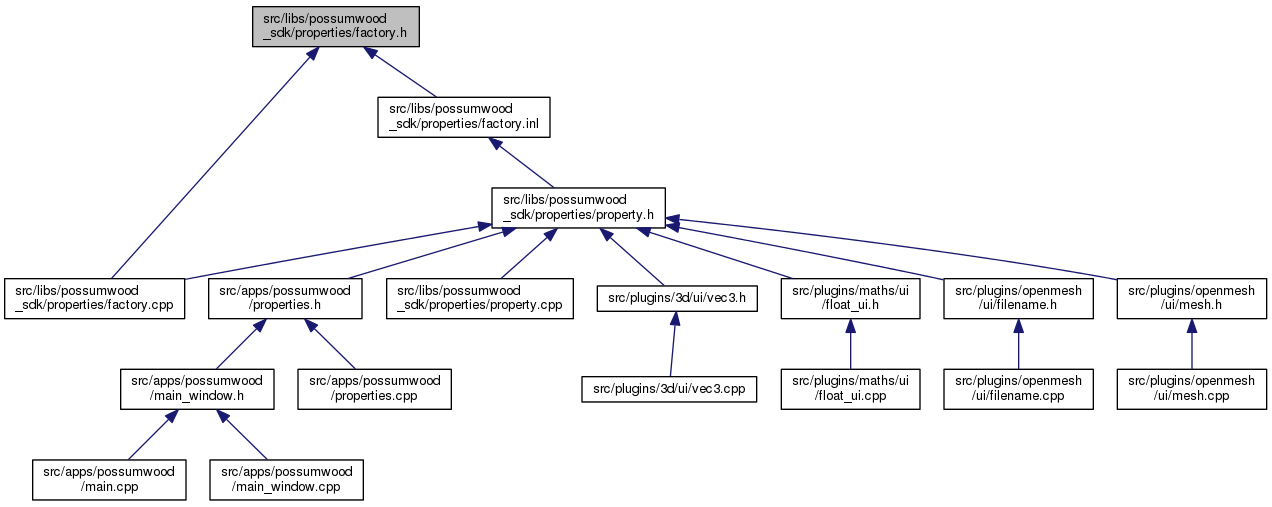 src/libs/possumwood
_sdk/properties/factory.h
src/libs/possumwood
_sdk/properties/factory.inl
src/libs/possumwood
_sdk/properties/property.h
src/libs/possumwood
_sdk/properties/factory.cpp
src/apps/possumwood
/properties.h
src/libs/possumwood
_sdk/properties/property.cpp
src/plugins/3d/ui/vec3.h
src/plugins/maths/ui
/float_ui.h
src/plugins/openmesh
/ui/filename.h
src/plugins/openmesh
/ui/mesh.h
src/apps/possumwood
/main_window.h
src/apps/possumwood
/properties.cpp
src/plugins/3d/ui/vec3.cpp
src/plugins/maths/ui
/float_ui.cpp
src/plugins/openmesh
/ui/filename.cpp
src/plugins/openmesh
/ui/mesh.cpp
src/apps/possumwood
/main.cpp
src/apps/possumwood
/main_window.cpp